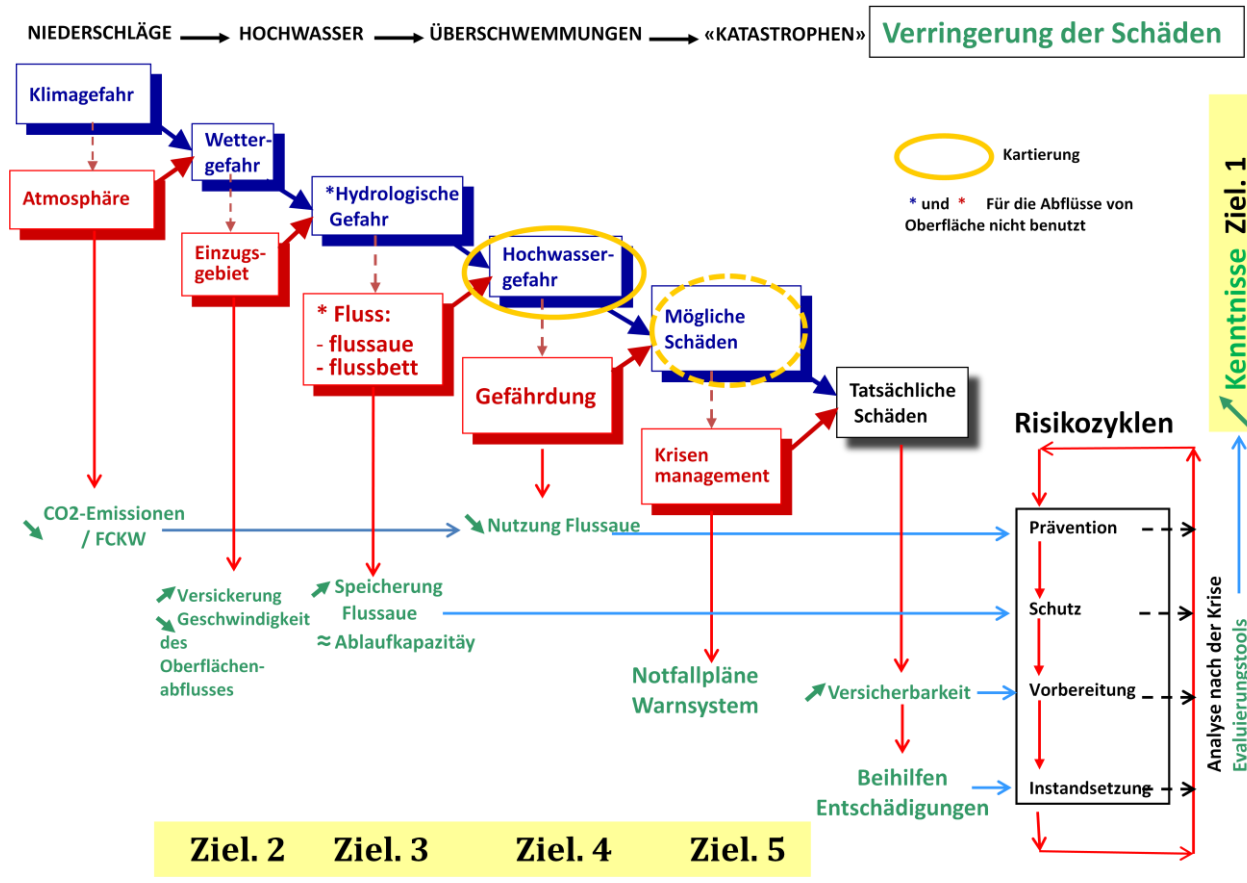 NIEDERSCHLÄGE HOCHWASSER ÜBERSCHWEMMUNGEN «KATASTROPHEN»
Verringerung der Schäden
Klimagefahr
Wetter-
gefahr
Atmosphäre
*Hydrologische
Gefahr
Einzugs-
gebiet
Hochwasser-
gefahr
* Fluss:
- flussaue
- flussbett
Mögliche
Schäden
Gefährdung
Tatsächliche
Schäden
Krisen
management
Kartierung
* und * Für die Abflüsse von
Oberfläche nicht benutzt
Kenntnisse Ziel. 1
Risikozyklen
CO2-Emissionen
/ FCKW
Nutzung Flussaue
Versickerung
Geschwindigkeit
des
Oberflächen-
abflusses
Speicherung
Flussaue
≈ Ablaufkapazitäy
Notfallpläne
Warnsystem
Versicherbarkeit
Beihilfen
Entschädigungen
Prävention
Schutz
Vorbereitung
Instandsetzung
Analyse nach der Krise
Evaluierungstools
Ziel. 2 Ziel. 3 Ziel. 4 Ziel. 5